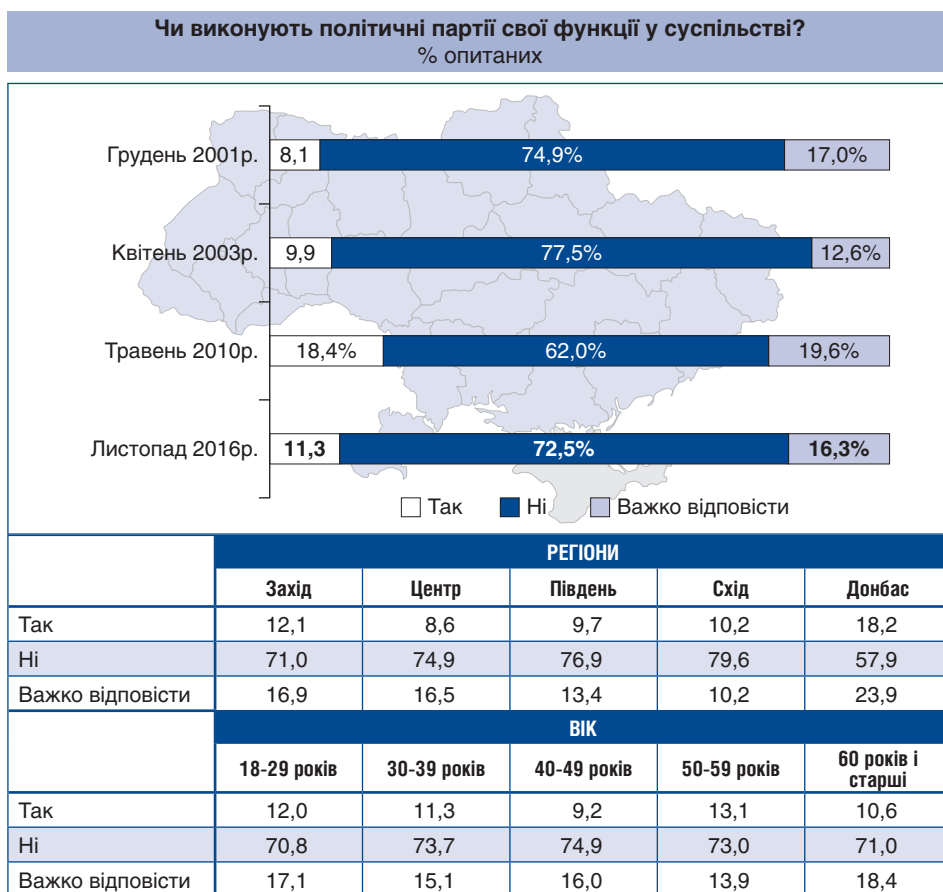 Чи виконують політичні партії свої функції у суспільстві?
% опитаних
Грудень 2001р. 8,1 74,9% 17,0%
Квітень 2003р. 9,9 77,5% 12,6%
Травень 2010р. 18,4% 62,0% 19,6%
Листопад 2016р. 11,3 72,5% 16,3%
Так Ні Важко відповісти
РЕГІОНИ
Захід Центр Південь Схід Донбас
Так 12,1 8,6 9,7 10,2 18,2
Ні 71,0 74,9 76,9 79,6 57,9
Важко відповісти 16,9 16,5 13,4 10,2 23,9
ВІК
18-29 років 30-39 років 40-49 років 50-59 років 60 років і старші
Так 12,0 11,3 9,2 13,1 10,6
Ні 70,8 73,7 74,9 73,0 71,0
Важко відповісти 17,1 15,1 16,0 13,9 18,4